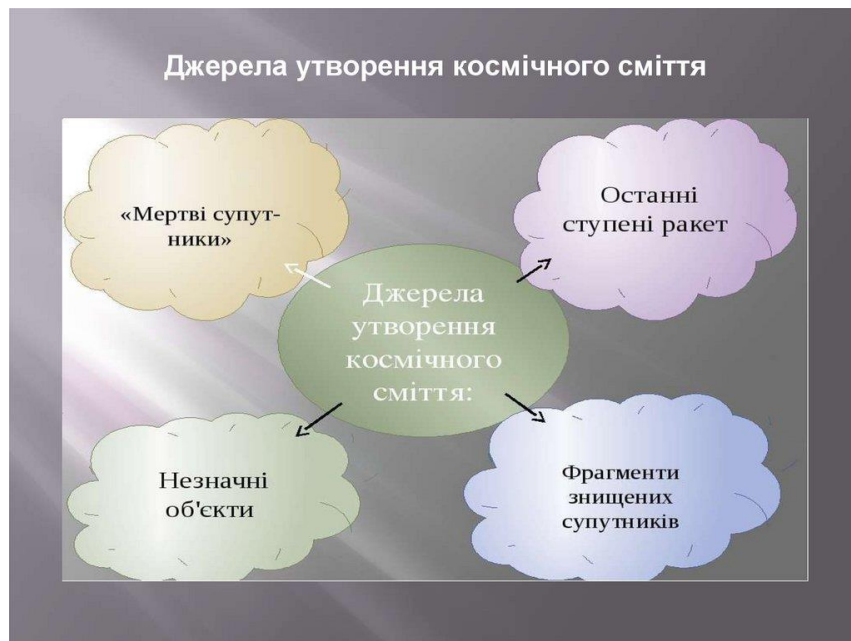 Джерела утворення космічного сміття
«Мертві супут-
ники»
Останні
ступені ракет
Джерела
утворення
космічного
сміття:
Незначні
об'єкти
Фрагменти
знищених
супутників